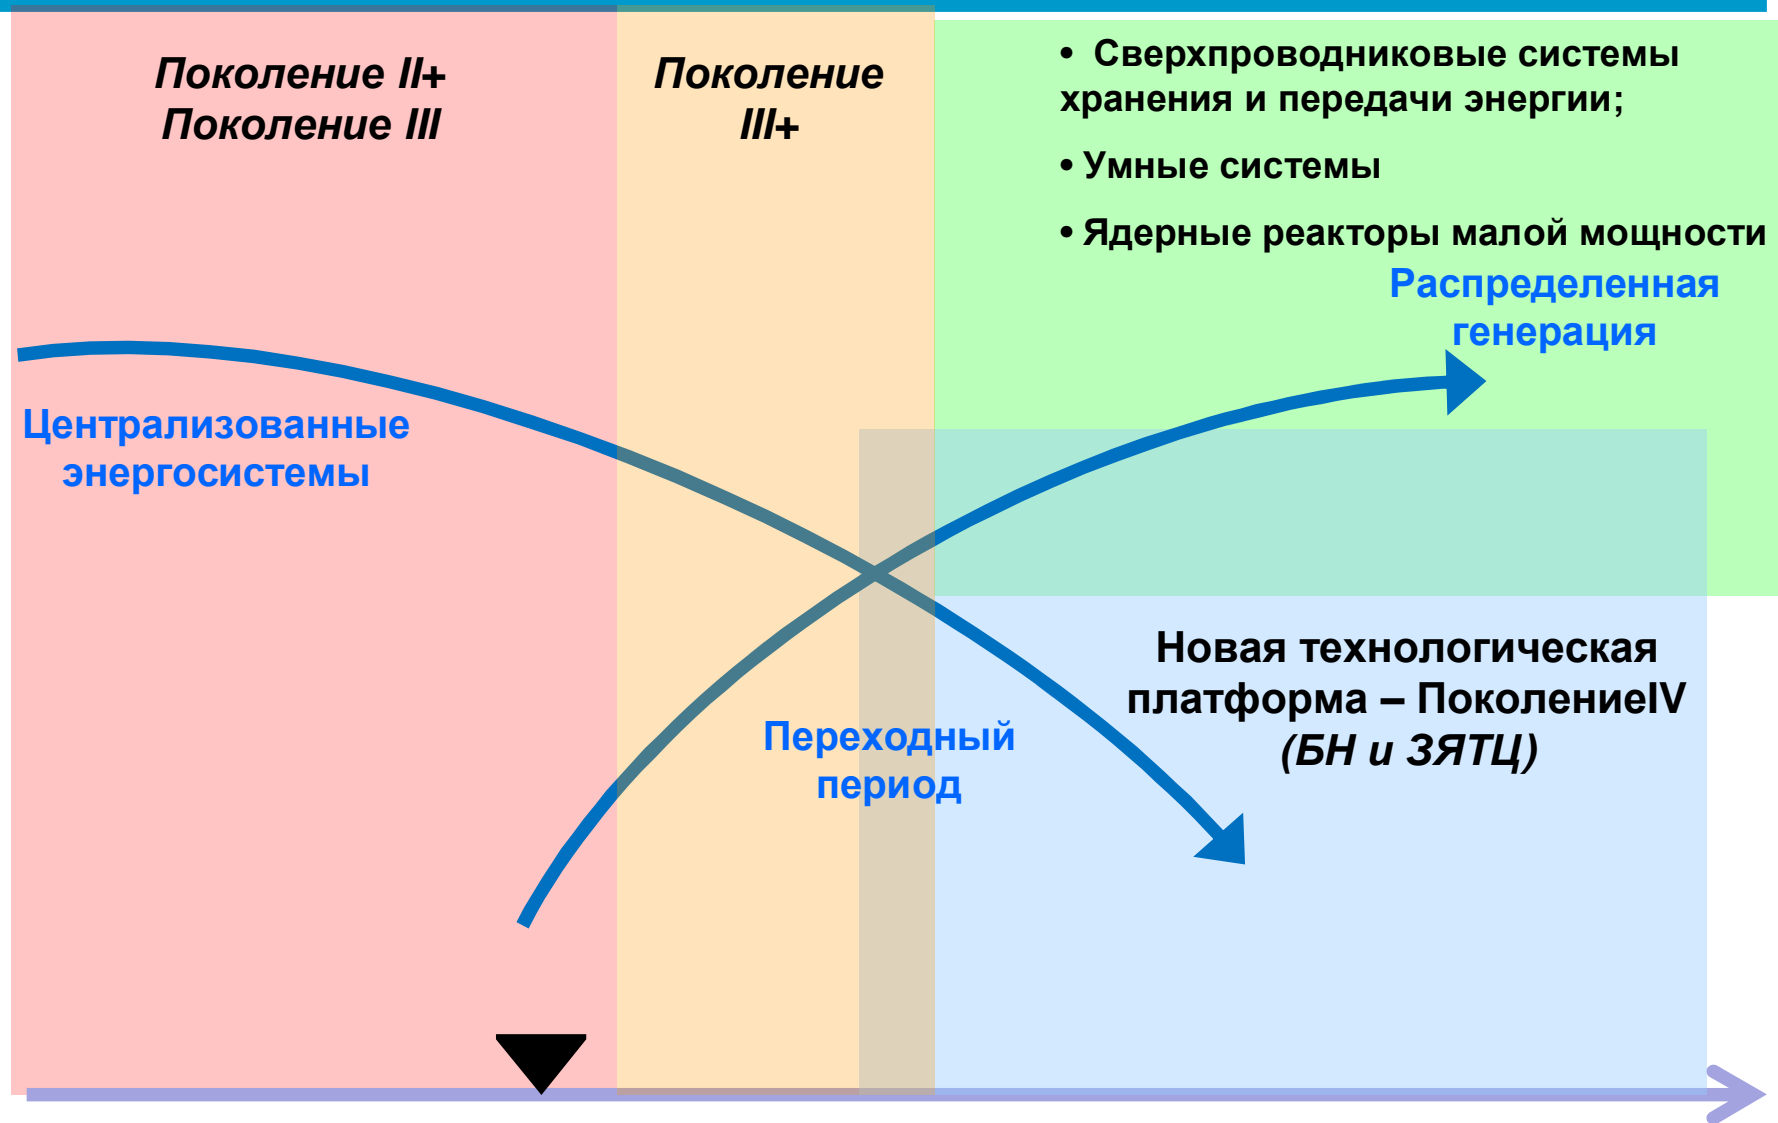 Поколение II+
Поколение III
Поколение
III+
• Сверхпроводниковые системы
хранения и передачи энергии;
• Умные системы
• Ядерные реакторы малой мощности
Распределенная
генерация
Централизованные
энергосистемы
Новая технологическая
платформа – ПоколениеIV
(БН и ЗЯТЦ)
Переходный
период